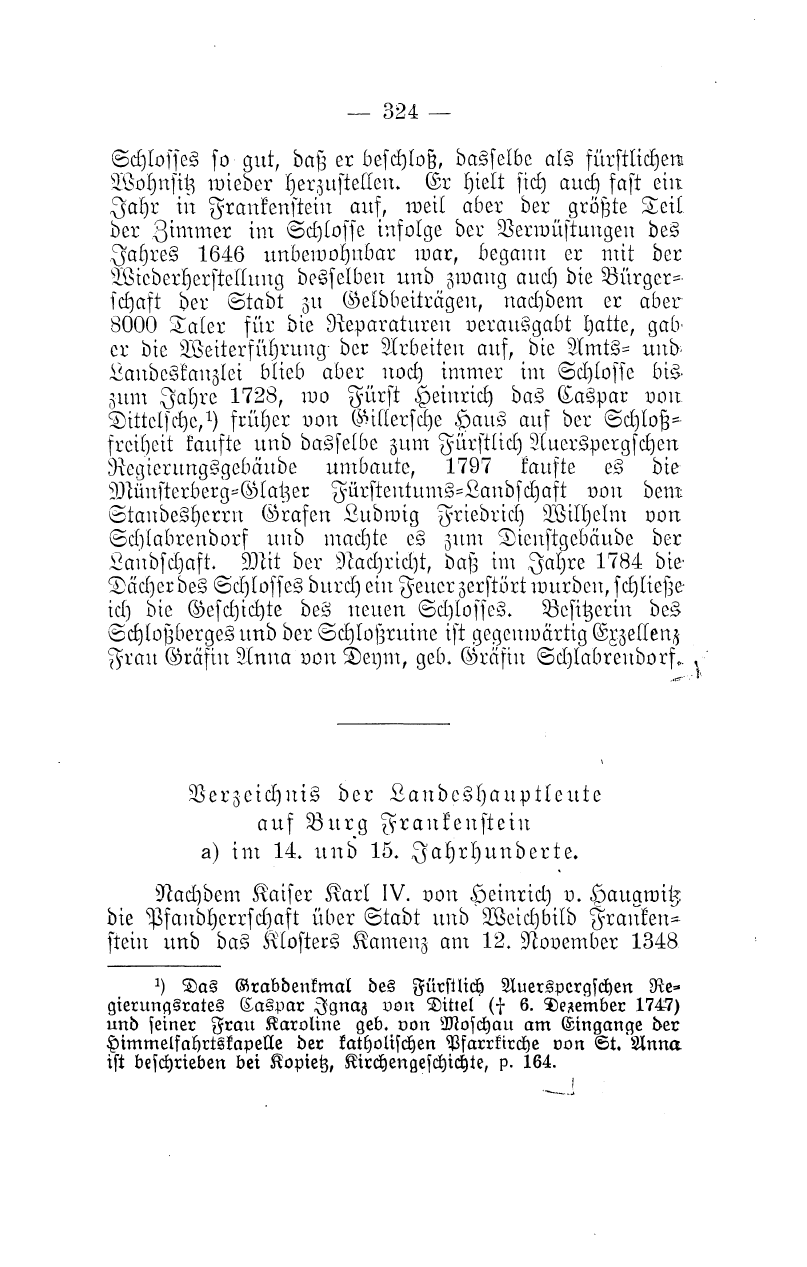 — 324 —
Schlosses so gut, daß er beschloß, dasselbe als fürstlichen
Wohnsitz wieder herzustellen. Er hielt sich auch fast ein
Jahr in Frankenstein auf, weil aber der größte Teil
der Zimmer im Schlosse infolge der Verwüstungen des
Jahres 1646 unbewohnbar war, begann er mit der
Wiederherstellung desselben und zwang auch die Bürger-
schaft der Stadt zu Geldbeiträgen, nachdem er aber
8000 Taler für die Reparaturen verausgabt hatte, gab
er die Weiterführung der Arbeiten auf, die Amts- und
Landeskanzlei blieb aber noch immer im Schlosse bis
zum Jahre 1728, wo Fürst Heinrich das Caspar von
Dittelsche,¹) früher von Gillersche Haus auf der Schloß-
freiheit kaufte und dasselbe zum Fürstlich Auerspergschen
Regierungsgebäude umbaute, 1797 kaufte es die
Münsterberg-Glatzer Fürstentums-Landschaft von dem
Standesherrn Grafen Ludwig Friedrich Wilhelm von
Schlabrendorf und machte es zum Dienstgebäude der
Landschaft. Mit der Nachricht, daß im Jahre 1784 die
Dächer des Schlosses durch ein Feuer zerstört wurden, schließe
ich die Geschichte des neuen Schlosses. Besitzerin des
Schloßberges und der Schloßruine ist gegenwärtig Exzellenz
Frau Gräfin Anna von Deym, geb. Gräfin Schlabrendorf.
Verzeichnis der Landeshauptleute
auf Burg Frankenstein
a) im 14. und 15. Jahrhunderte.
Nachdem Kaiser Karl IV. von Heinrich v. Haugwitz
die Pfandherrschaft über Stadt und Weichbild Franken-
stein und das Klosters Kamenz am 12. November 1348
¹) Das Grabdenkmal des Fürstlich Auerspergschen Re-
gierungsrates Caspar Ignaz von Dittel († 6. Dezember 1747)
und seiner Frau Karoline geb. von Moschau am Eingange der
Himmelfahrtskapelle der katholischen Pfarrkirche von St. Anna
ist beschrieben bei Kopietz, Kirchengeschichte, p. 164.